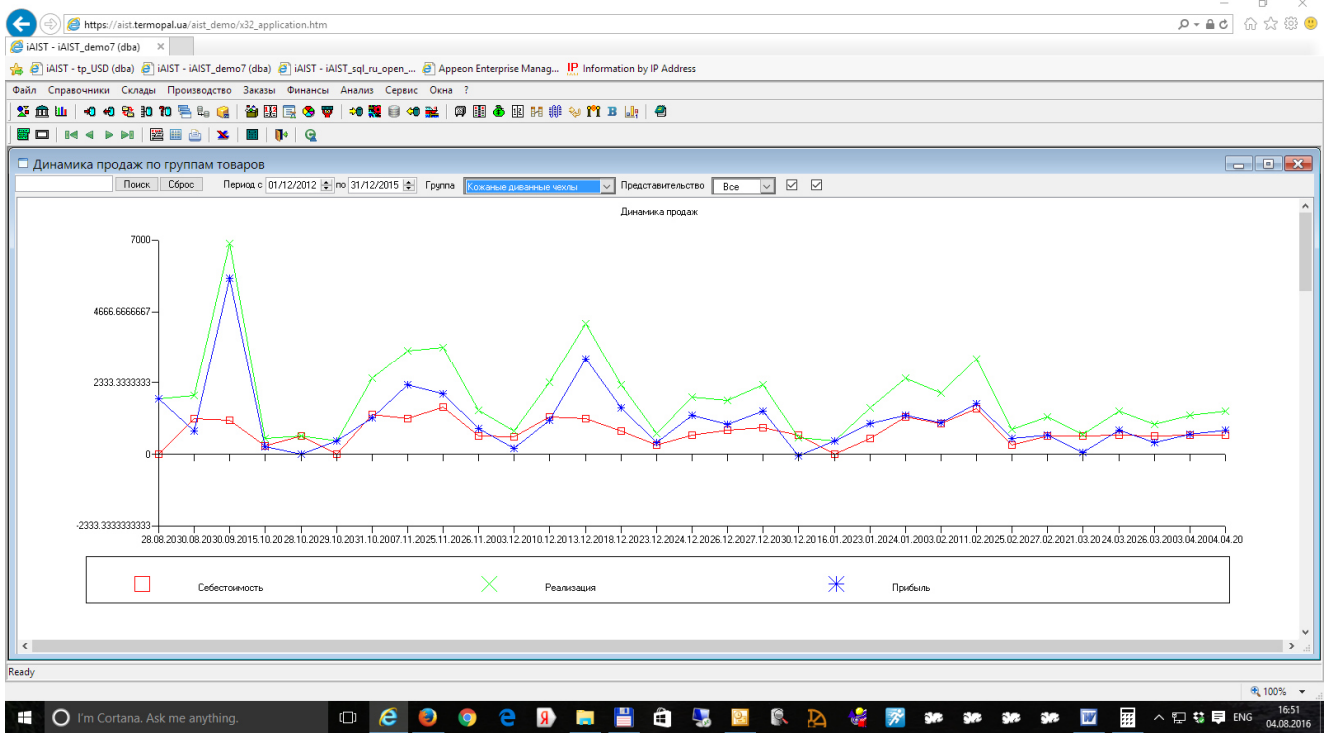 https://aist.termopal.ua/aist_demo/x32_application.htm
iAIST - iAIST_demo7 (dba)
iAIST - tp_USD (dba) iAIST - iAIST_demo7 (dba) iAIST - iAIST_sql_ru_open_... Appeon Enterprise Manag... IP Information by IP Address
Файл Справочники Склады Производство Заказы Финансы Анализ Сервис Окна ?
Динамика продаж по группам товаров
Поиск Сброс Период с 01/12/2012 по 31/12/2015 Группа Кожаные диванные чехлы Представительство Все
Динамика продаж
7000
4666.6666667
2333.3333333
0
-2333.3333333333
28.08.2030.08.2030.09.2015.10.2028.10.2029.10.2031.10.2007.11.2025.11.2026.11.2003.12.2010.12.2013.12.2018.12.2023.12.2024.12.2026.12.2027.12.2030.12.2016.01.2023.01.2024.01.2003.02.2011.02.2025.02.2027.02.2021.03.2024.03.2026.03.2003.04.2004.04.20
Себестоимость Реализация Прибыль
Ready
100%
I'm Cortana. Ask me anything.
ENG 16:51
04.08.2016